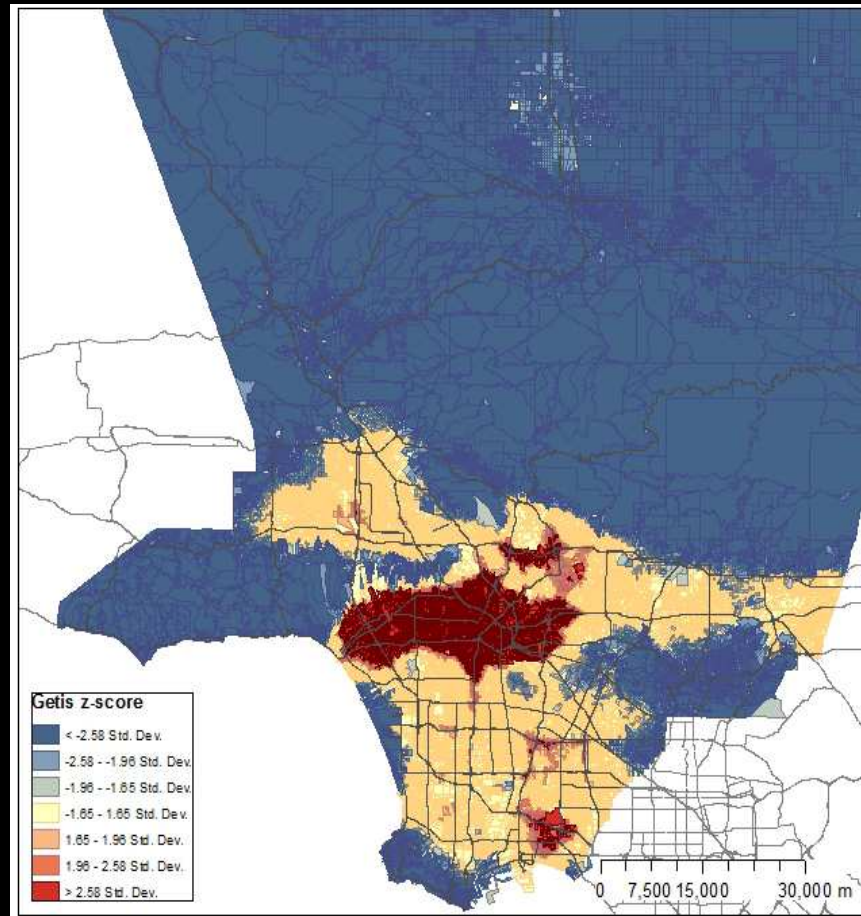 Getis z-score
< -2.58 Std. Dev.
-2.58 - -1.96 Std. Dev.
-1.96 - -1.65 Std. Dev.
-1.65 - 1.65 Std. Dev.
1.65 - 1.96 Std. Dev.
1.96 - 2.58 Std. Dev.
> 2.58 Std. Dev.
0 7,500 15,000 30,000 m